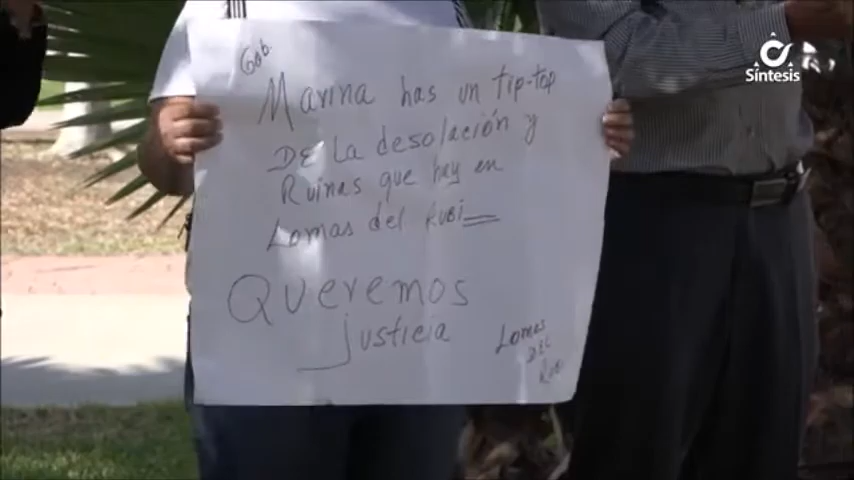 Gob.
Marina has un tip-top
DE La desolación y
Ruinas que hay en
Lomas del Rubi
Queremos
justicia
Lomas
DEL
Rubi
Síntesis